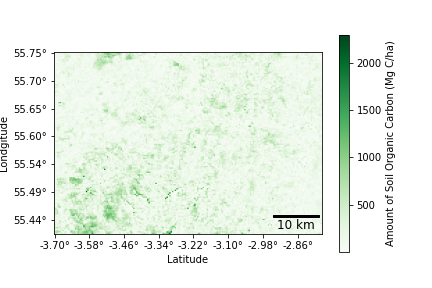 55.75°
55.70°
55.65°
55.60°
55.54°
55.49°
55.44°
Londgitude
-3.70° -3.58° -3.46° -3.34° -3.22° -3.10° -2.98° -2.86°
Latitude
10 km
2000
1500
1000
500
Amount of Soil Organic Carbon (Mg C/ha)